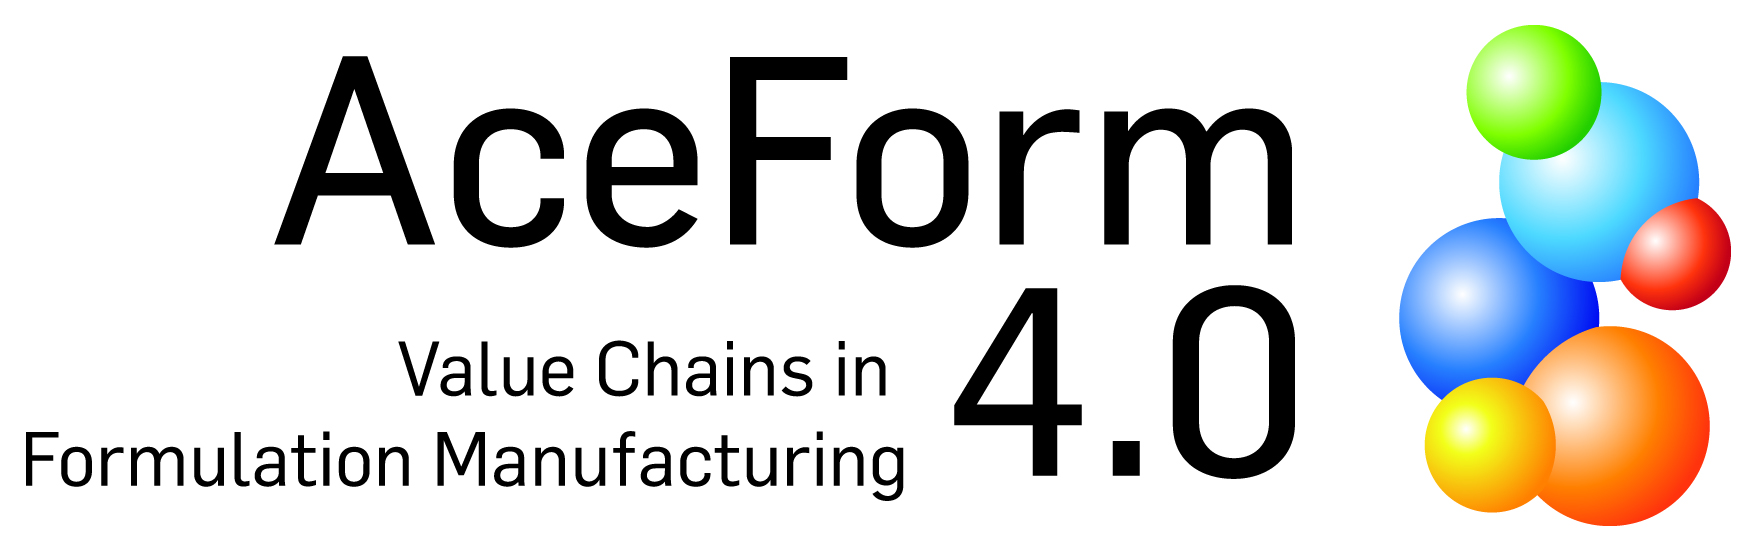 AceForm
4.0
Value Chains in
Formulation Manufacturing